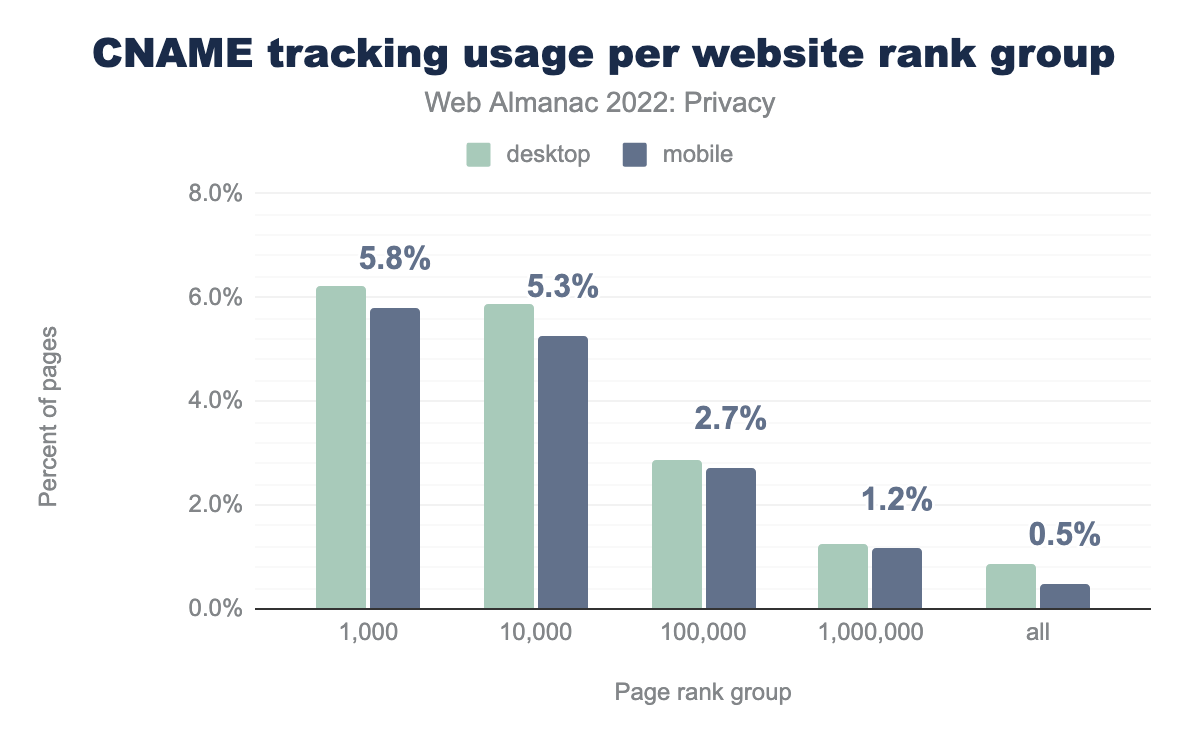 CNAME tracking usage per website rank group
Web Almanac 2022: Privacy
desktop mobile
8.0%
6.0%
4.0%
2.0%
0.0%
Percent of pages
5.8%
5.3%
2.7%
1.2%
0.5%
1,000 10,000 100,000 1,000,000 all
Page rank group